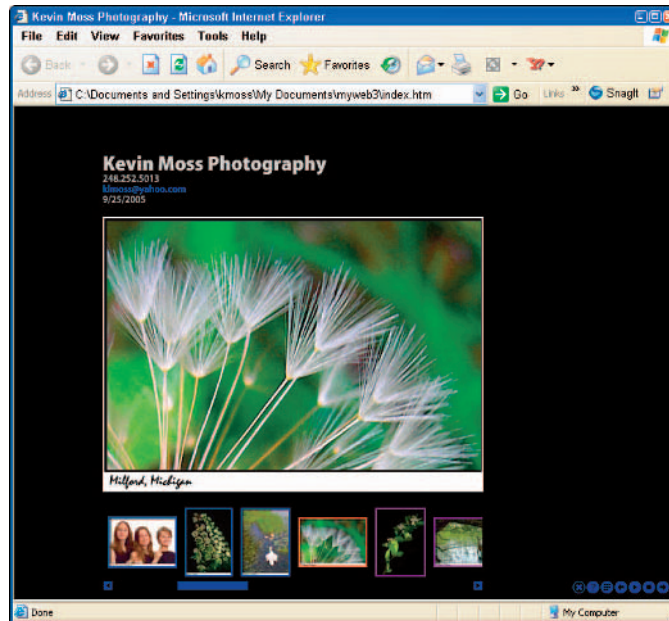 Kevin Moss Photography - Microsoft Internet Explorer
File Edit View Favorites Tools Help
Back Search Favorites
Address C:\Documents and Settings\kmoss\My Documents\myweb3\index.htm Go Links » SnagIt
Kevin Moss Photography
248.252.5013
klmoss@yahoo.com
9/25/2005
Milford, Michigan
Done My Computer